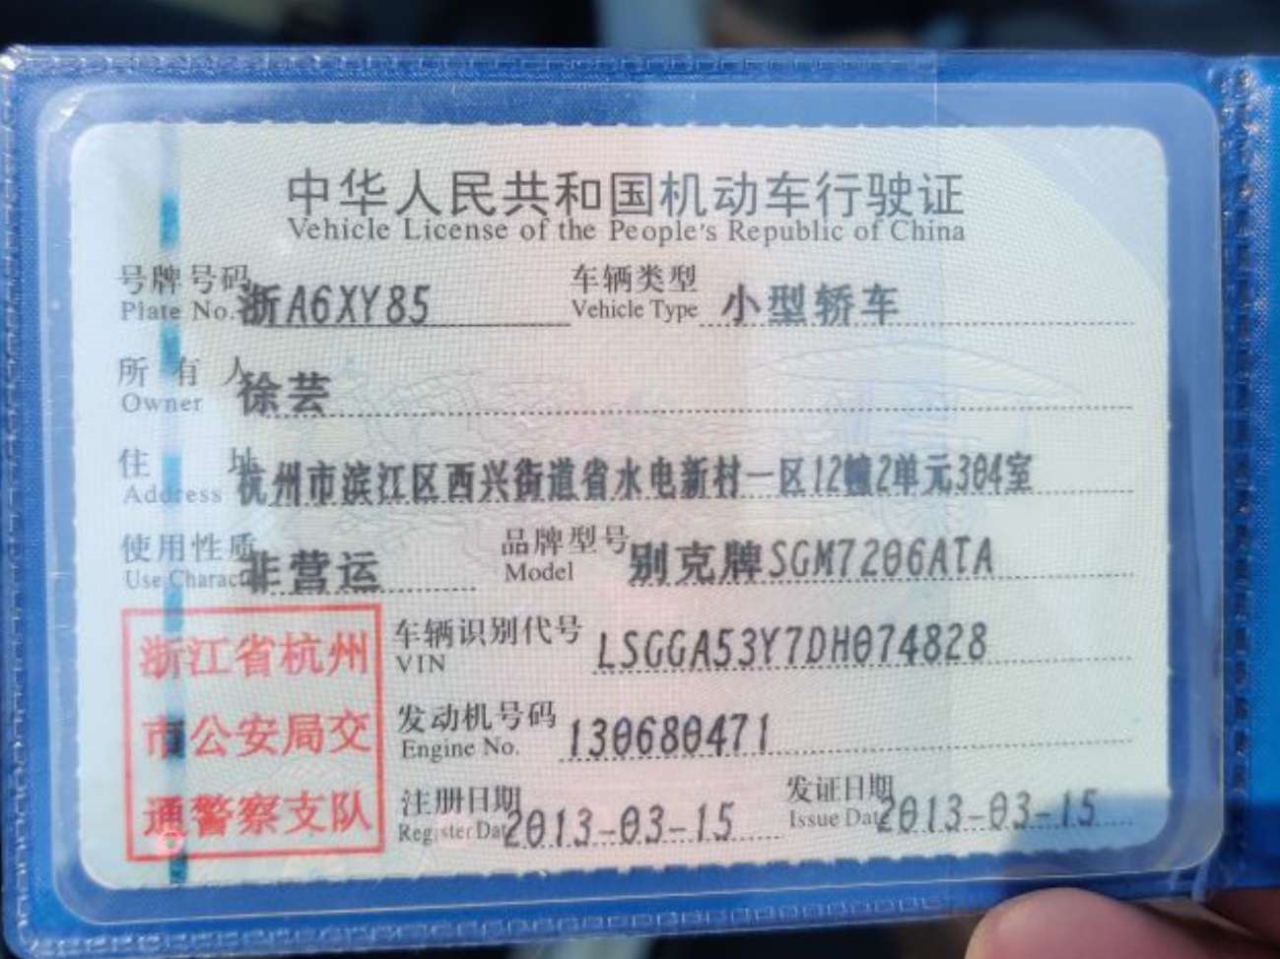 中华人民共和国机动车行驶证
Vehicle License of the People's Republic of China
号牌号码 浙A6XY85 车辆类型 小型轿车
Plate No. Vehicle Type
所有人 徐芸
Owner
住址 杭州市滨江区西兴街道省水电新村一区12幢2单元304室
Address
使用性质 非营运 品牌型号 别克牌SGM7206ATA
Use Charact Model
浙江省杭州
市公安局交
通警察支队
车辆识别代号 LSGGA53Y7DH074828
VIN
发动机号码 130680471
Engine No.
注册日期 2013-03-15 发证日期 2013-03-15
Register Dat Issue Dat